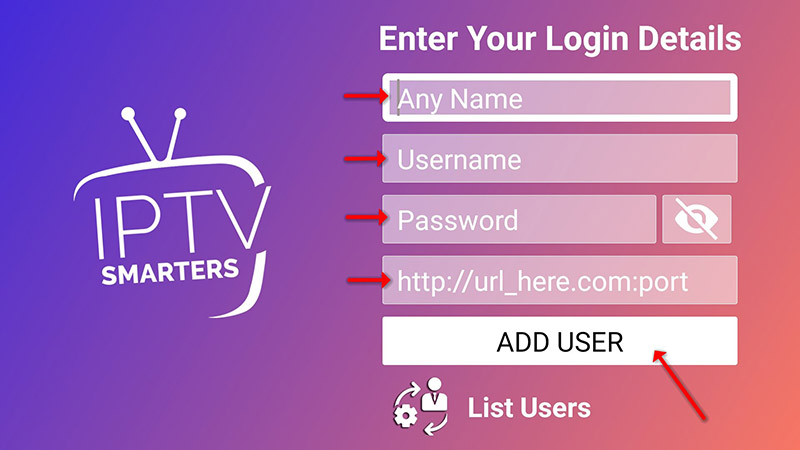 Enter Your Login Details
Any Name
Username
Password
http://url_here.com:port
ADD USER
List Users
IPTV
SMARTERS